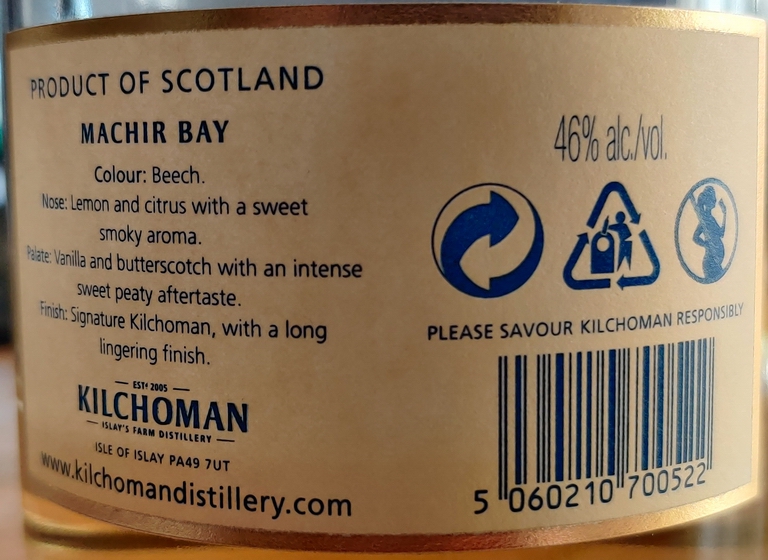 PRODUCT OF SCOTLAND
MACHIR BAY
Colour: Beech.
Nose: Lemon and citrus with a sweet
smoky aroma.
Palate: Vanilla and butterscotch with an intense
sweet peaty aftertaste.
Finish: Signature Kilchoman, with a long
lingering finish.
ESTd 2005
KILCHOMAN
ISLAY'S FARM DISTILLERY
ISLE OF ISLAY PA49 7UT
www.kilchomandistillery.com
46% alc./vol.
PLEASE SAVOUR KILCHOMAN RESPONSIBLY
5 060210 700522